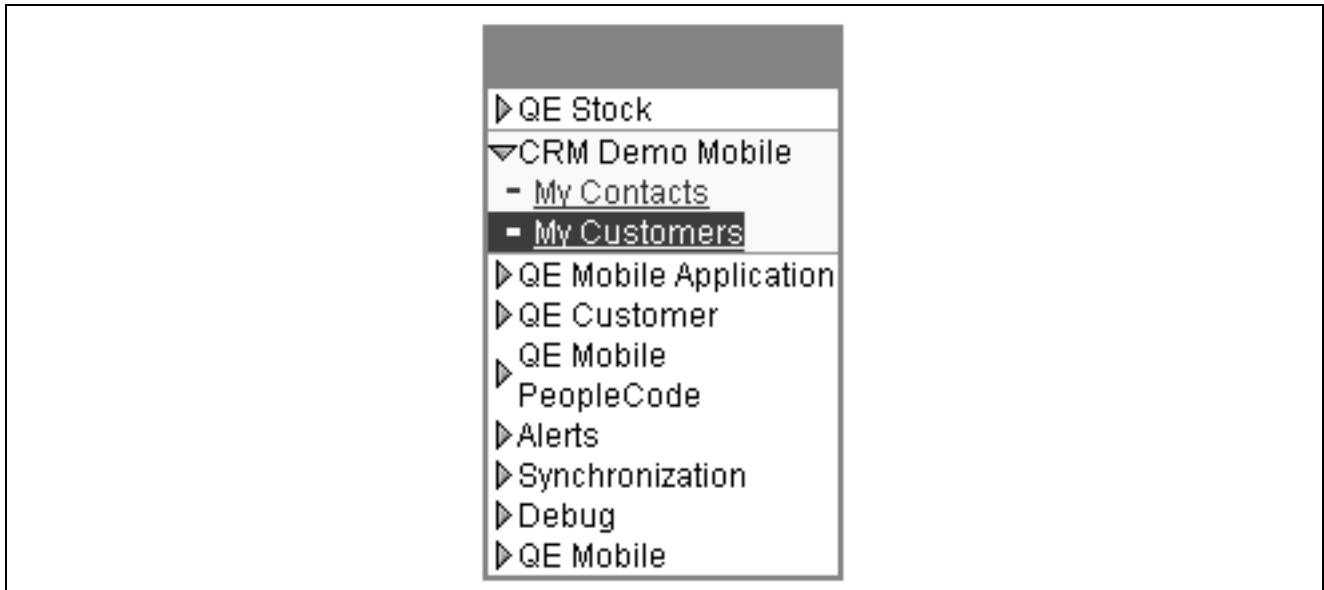 QE Stock
CRM Demo Mobile
- My Contacts
- My Customers
QE Mobile Application
QE Customer
QE Mobile
PeopleCode
Alerts
Synchronization
Debug
QE Mobile